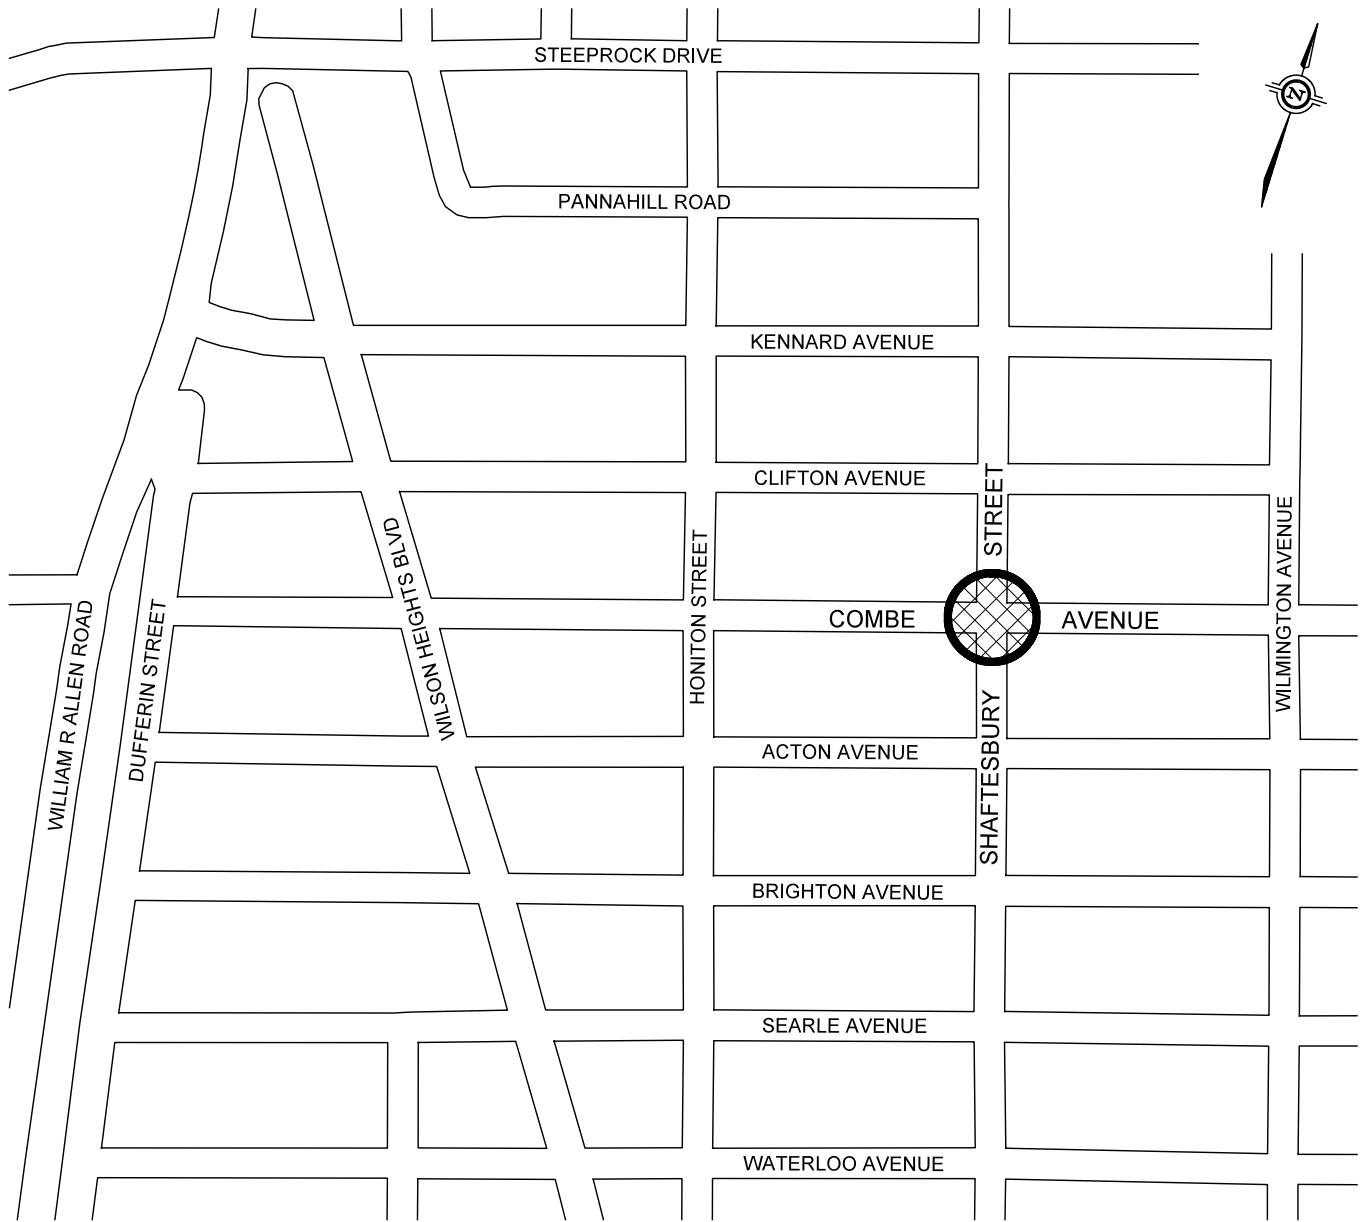 STEEPROCK DRIVE
N
PANNAHILL ROAD
KENNARD AVENUE
CLIFTON AVENUE
STREET
WILSON HEIGHTS BLVD
HONITON STREET
WILMINGTON AVENUE
COMBE AVENUE
WILLIAM R ALLEN ROAD
DUFFERIN STREET
SHAFTESBURY
ACTON AVENUE
BRIGHTON AVENUE
SEARLE AVENUE
WATERLOO AVENUE